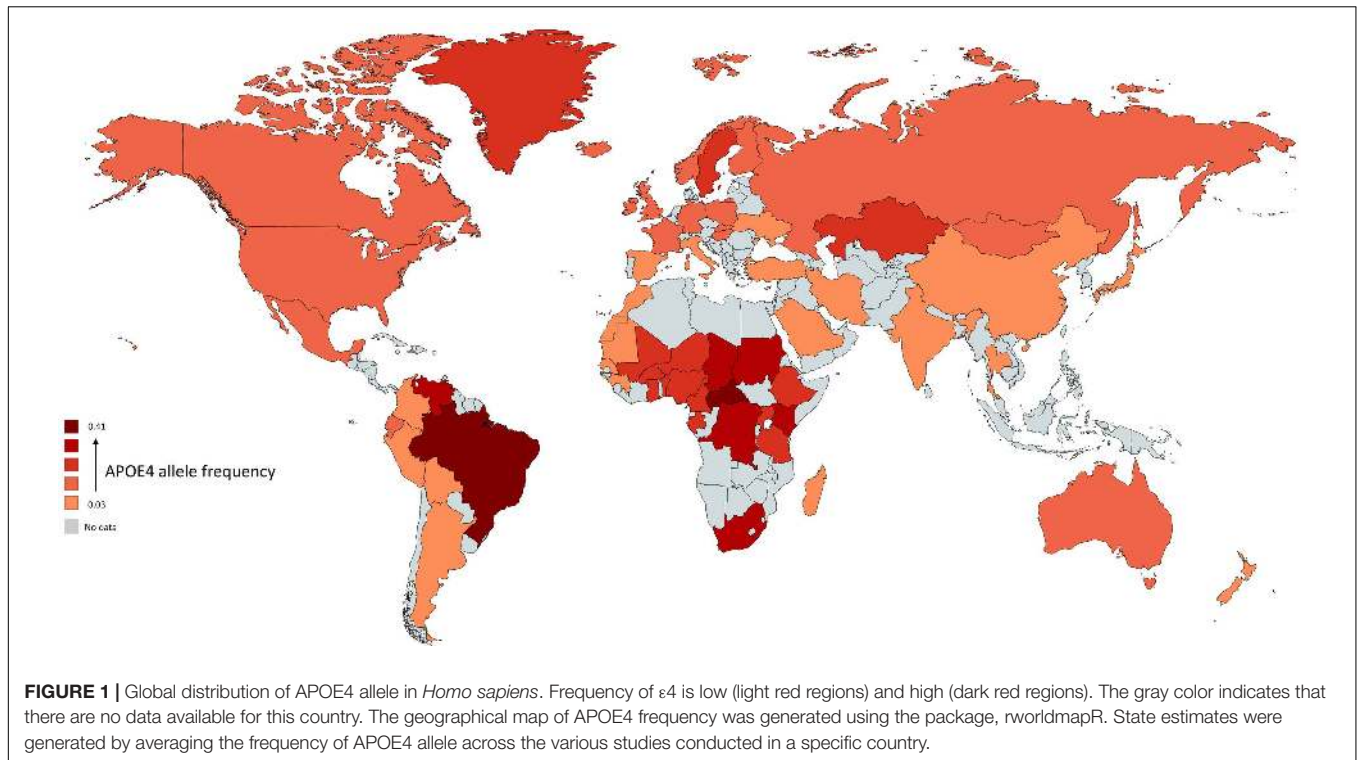 0.41
APOE4 allele frequency
0.03
No data
FIGURE 1 | Global distribution of APOE4 allele in Homo sapiens. Frequency of ε4 is low (light red regions) and high (dark red regions). The gray color indicates that
there are no data available for this country. The geographical map of APOE4 frequency was generated using the package, rworldmapR. State estimates were
generated by averaging the frequency of APOE4 allele across the various studies conducted in a specific country.